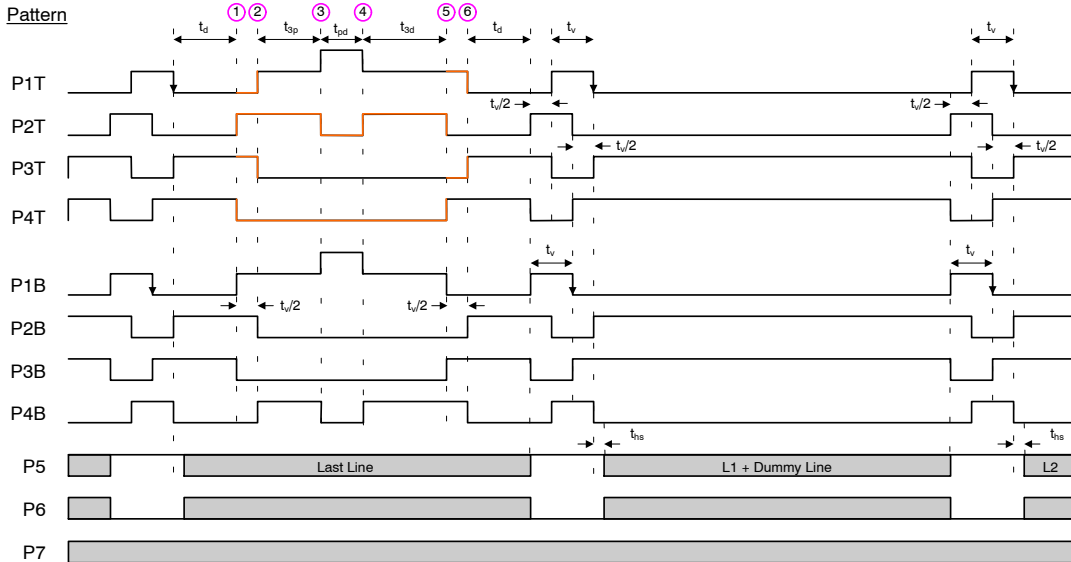 Pattern
1 2 3 4 5 6
td t3p tpd t3d td tv tv
P1T
tv/2 tv/2
P2T
tv/2 tv/2
P3T
P4T
tv tv
P1B
tv/2 tv/2
P2B
P3B
P4B
ths ths
P5 Last Line L1 + Dummy Line L2
P6
P7